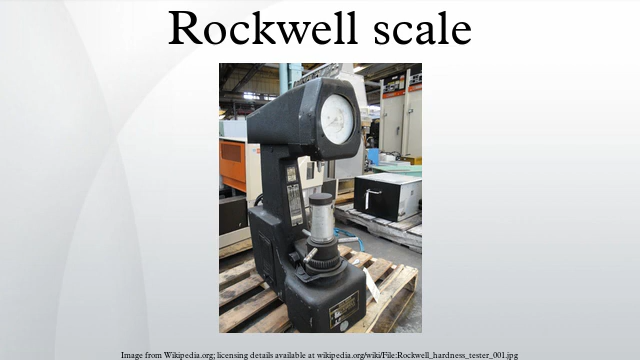 Rockwell scale
Image from Wikipedia.org; licensing details available at wikipedia.org/wiki/File:Rockwell_hardness_tester_001.jpg